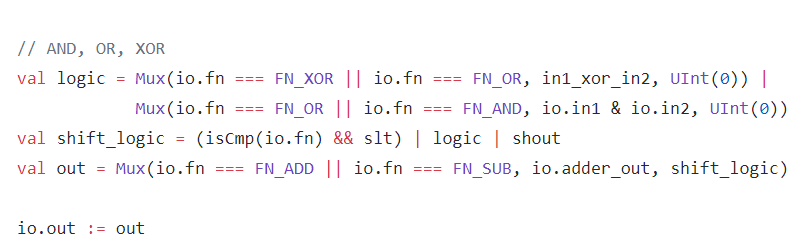 // AND, OR, XOR
val logic = Mux(io.fn === FN_XOR || io.fn === FN_OR, in1_xor_in2, UInt(0)) |
Mux(io.fn === FN_OR || io.fn === FN_AND, io.in1 & io.in2, UInt(0))
val shift_logic = (isCmp(io.fn) && slt) | logic | shout
val out = Mux(io.fn === FN_ADD || io.fn === FN_SUB, io.adder_out, shift_logic)
io.out := out